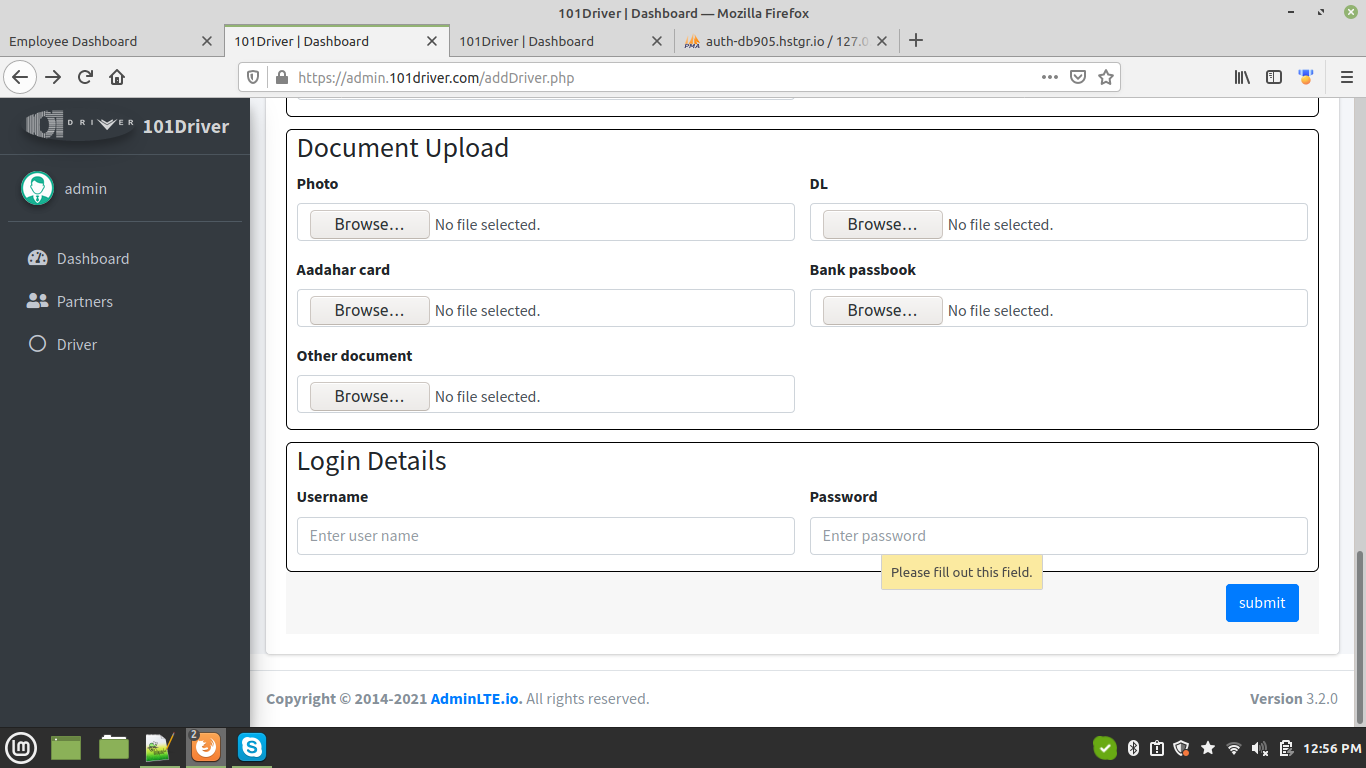 101Driver | Dashboard — Mozilla Firefox
Employee Dashboard
101Driver | Dashboard
101Driver | Dashboard
PMA auth-db905.hstgr.io / 127.0
https://admin.101driver.com/addDriver.php
DRIVER 101Driver
admin
Dashboard
Partners
Driver
Document Upload
Photo DL
Browse... No file selected. Browse... No file selected.
Aadahar card Bank passbook
Browse... No file selected. Browse... No file selected.
Other document
Browse... No file selected.
Login Details
Username Password
Enter user name Enter password
Please fill out this field.
submit
Copyright © 2014-2021 AdminLTE.io. All rights reserved. Version 3.2.0
2
12:56 PM